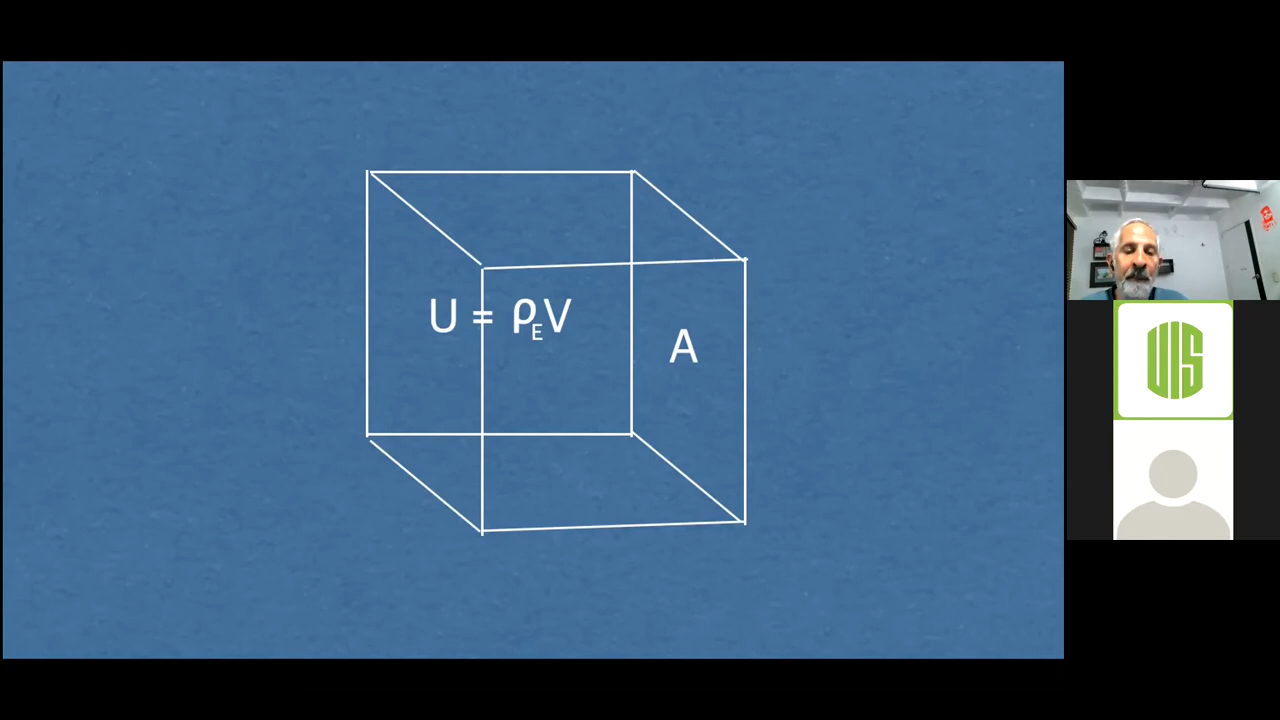 U = ρEV
A
UIS